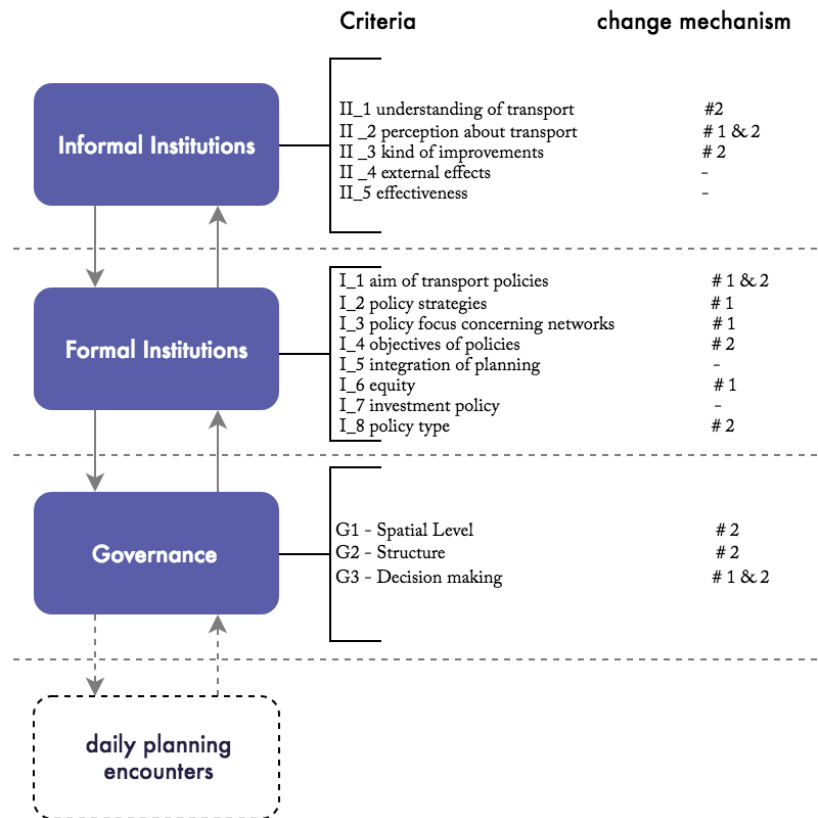 Criteria change mechanism
Informal Institutions
II_1 understanding of transport #2
II _2 perception about transport # 1 & 2
II _3 kind of improvements # 2
II _4 external effects -
II_5 effectiveness -
Formal Institutions
I_1 aim of transport policies # 1 & 2
I_2 policy strategies # 1
I_3 policy focus concerning networks # 1
I_4 objectives of policies # 2
I_5 integration of planning -
I_6 equity # 1
I_7 investment policy -
I_8 policy type # 2
Governance
G1 - Spatial Level # 2
G2 - Structure # 2
G3 - Decision making # 1 & 2
daily planning
encounters